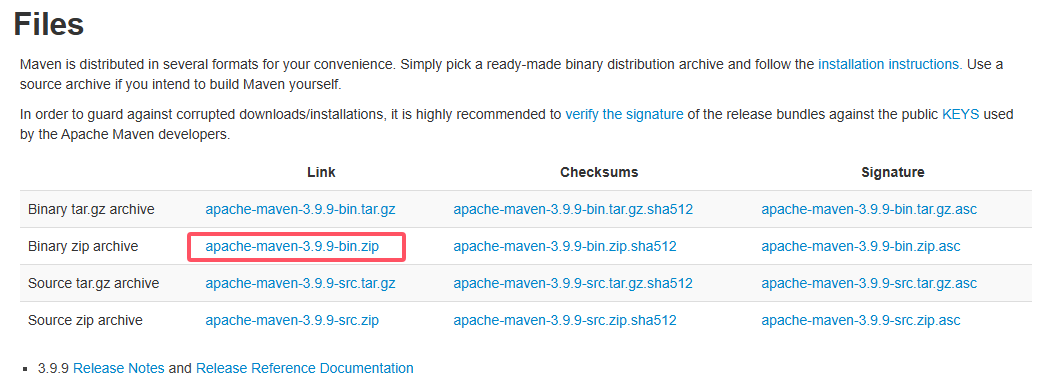 Files
Maven is distributed in several formats for your convenience. Simply pick a ready-made binary distribution archive and follow the installation instructions. Use a
source archive if you intend to build Maven yourself.
In order to guard against corrupted downloads/installations, it is highly recommended to verify the signature of the release bundles against the public KEYS used
by the Apache Maven developers.
Link Checksums Signature
Binary tar.gz archive apache-maven-3.9.9-bin.tar.gz apache-maven-3.9.9-bin.tar.gz.sha512 apache-maven-3.9.9-bin.tar.gz.asc
Binary zip archive apache-maven-3.9.9-bin.zip apache-maven-3.9.9-bin.zip.sha512 apache-maven-3.9.9-bin.zip.asc
Source tar.gz archive apache-maven-3.9.9-src.tar.gz apache-maven-3.9.9-src.tar.gz.sha512 apache-maven-3.9.9-src.tar.gz.asc
Source zip archive apache-maven-3.9.9-src.zip apache-maven-3.9.9-src.zip.sha512 apache-maven-3.9.9-src.zip.asc
▪ 3.9.9 Release Notes and Release Reference Documentation